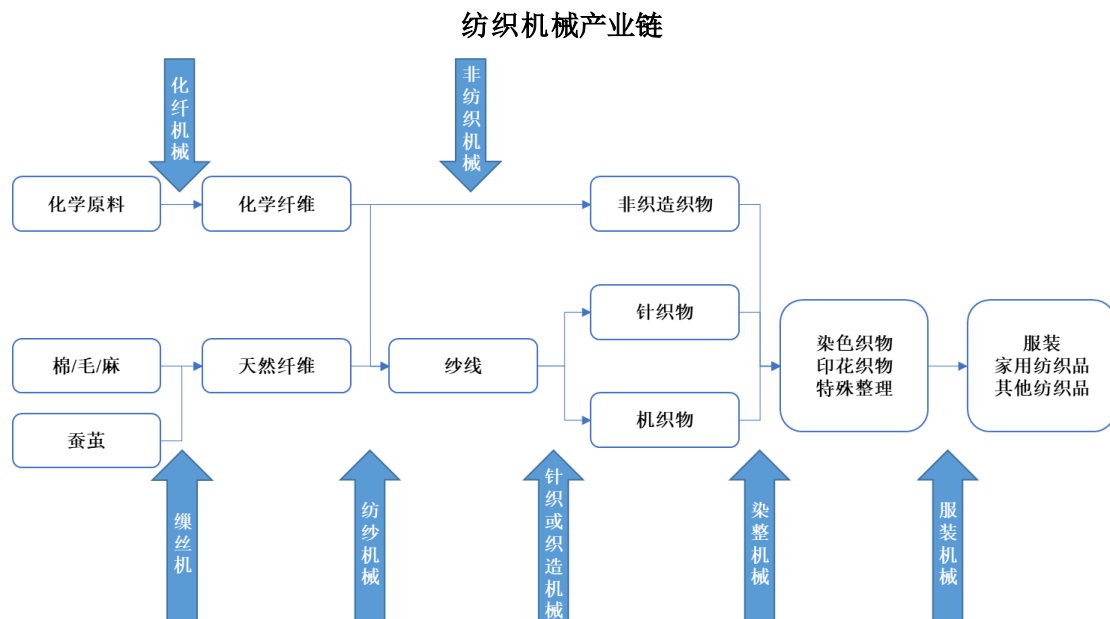 纺织机械产业链
化纤机械
非纺织机械
化学原料
化学纤维
非织造织物
针织物
棉/毛/麻
天然纤维
纱线
染色织物
印花织物
特殊整理
服装
家用纺织品
其他纺织品
蚕茧
机织物
缫丝机
纺纱机械
针织或织造机械
染整机械
服装机械